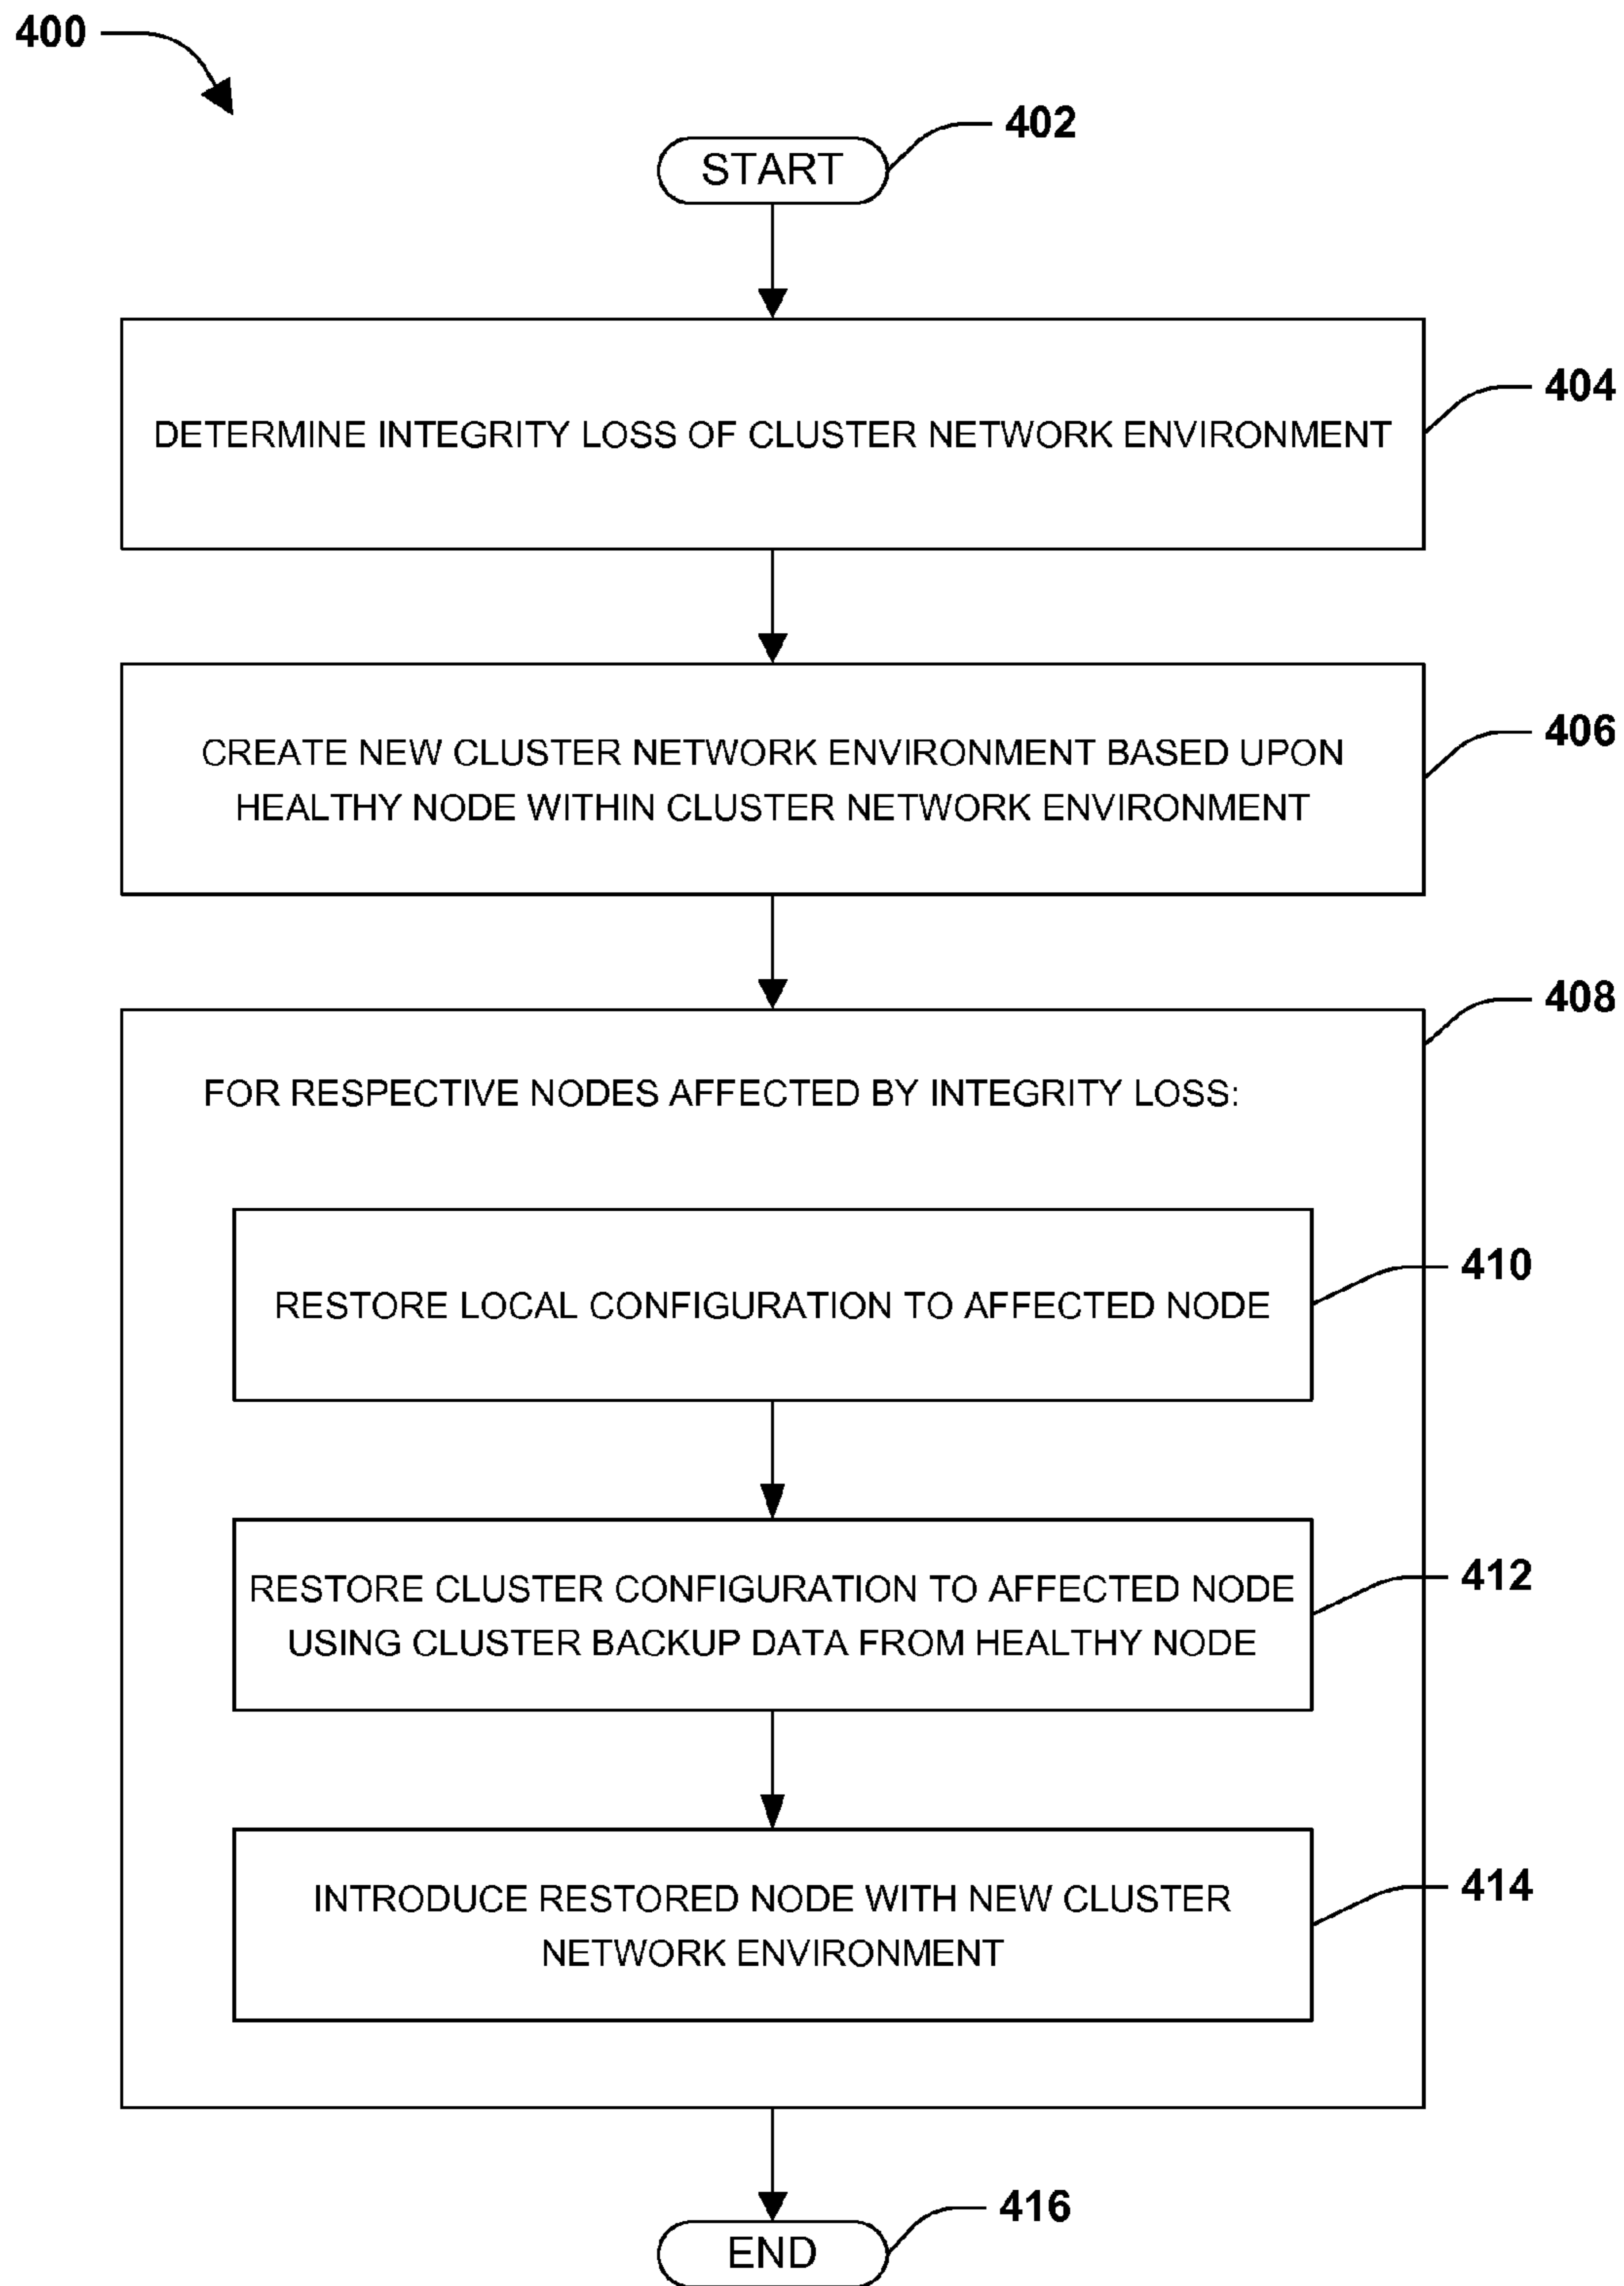 400
402
START
404
DETERMINE INTEGRITY LOSS OF CLUSTER NETWORK ENVIRONMENT
406
CREATE NEW CLUSTER NETWORK ENVIRONMENT BASED UPON
HEALTHY NODE WITHIN CLUSTER NETWORK ENVIRONMENT
408
FOR RESPECTIVE NODES AFFECTED BY INTEGRITY LOSS:
410
RESTORE LOCAL CONFIGURATION TO AFFECTED NODE
412
RESTORE CLUSTER CONFIGURATION TO AFFECTED NODE
USING CLUSTER BACKUP DATA FROM HEALTHY NODE
414
INTRODUCE RESTORED NODE WITH NEW CLUSTER
NETWORK ENVIRONMENT
416
END